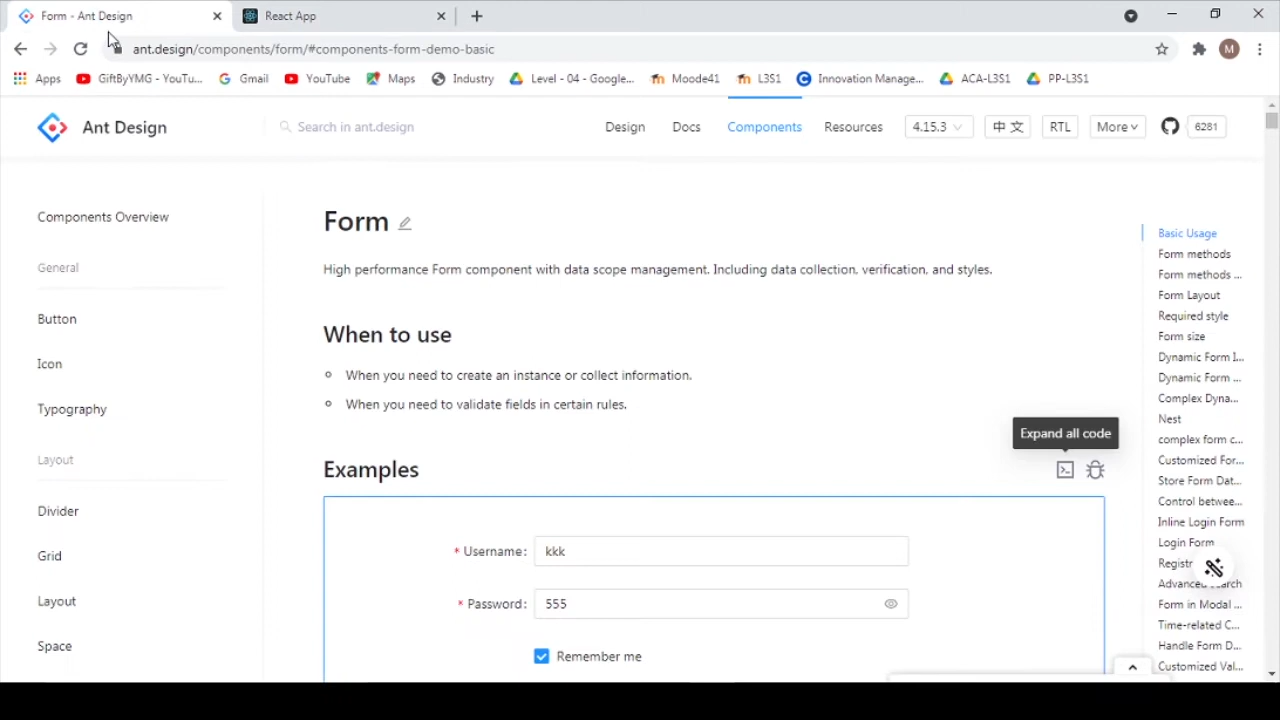 Form - Ant Design
React App
ant.design/components/form/#components-form-demo-basic
M
Apps
GiftByYMG - YouTu...
Gmail
YouTube
Maps
Industry
Level - 04 - Google...
Moode41
L3S1
Innovation Manage...
ACA-L3S1
PP-L3S1
Ant Design
Search in ant.design
Design
Docs
Components
Resources
4.15.3
中 文
RTL
More
6281
Components Overview
General
Button
Icon
Typography
Layout
Divider
Grid
Layout
Space
Form
High performance Form component with data scope management. Including data collection, verification, and styles.
When to use
When you need to create an instance or collect information.
When you need to validate fields in certain rules.
Expand all code
Examples
* Username:
kkk
* Password:
555
Remember me
Basic Usage
Form methods
Form methods ...
Form Layout
Required style
Form size
Dynamic Form I...
Dynamic Form ...
Complex Dyna...
Nest
complex form c...
Customized For...
Store Form Dat...
Control betwee...
Inline Login Form
Login Form
Registr
Advanced search
Form in Modal ...
Time-related C...
Handle Form D...
Customized Val...